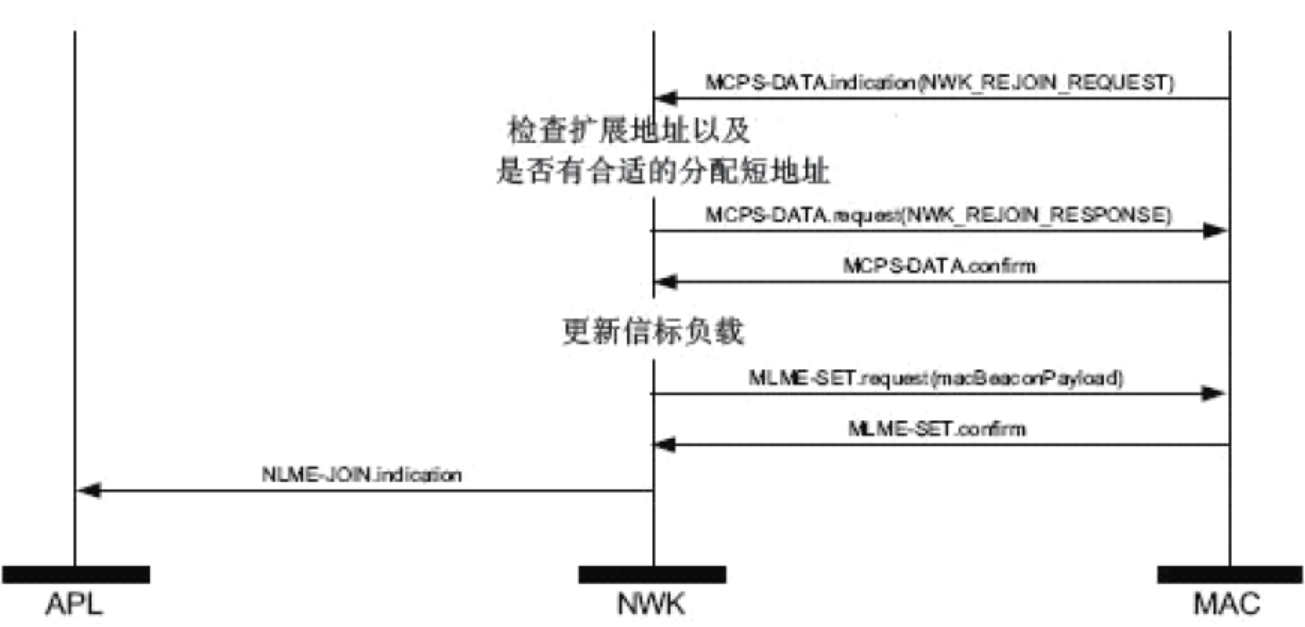 MCPS-DATA.indication(NWK_REJOIN_REQUEST)
检查扩展地址以及
是否有合适的分配短地址
MCPS-DATA.request(NWK_REJOIN_RESPONSE)
MCPS-DATA.confirm
更新信标负载
MLME-SET.request(macBeaconPayload)
MLME-SET.confirm
NLME-JOIN.indication
APL
NWK
MAC